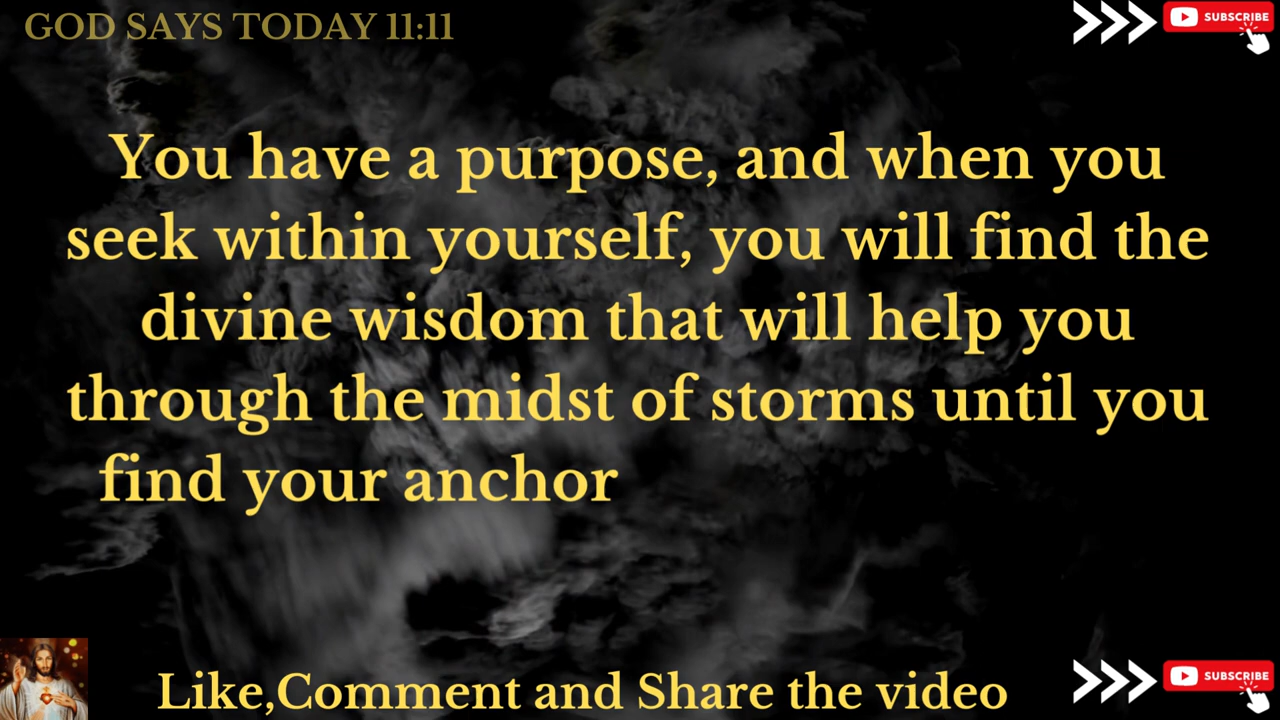 GOD SAYS TODAY 11:11
SUBSCRIBE
You have a purpose, and when you
seek within yourself, you will find the
divine wisdom that will help you
through the midst of storms until you
find your anchor
Like,Comment and Share the video
SUBSCRIBE